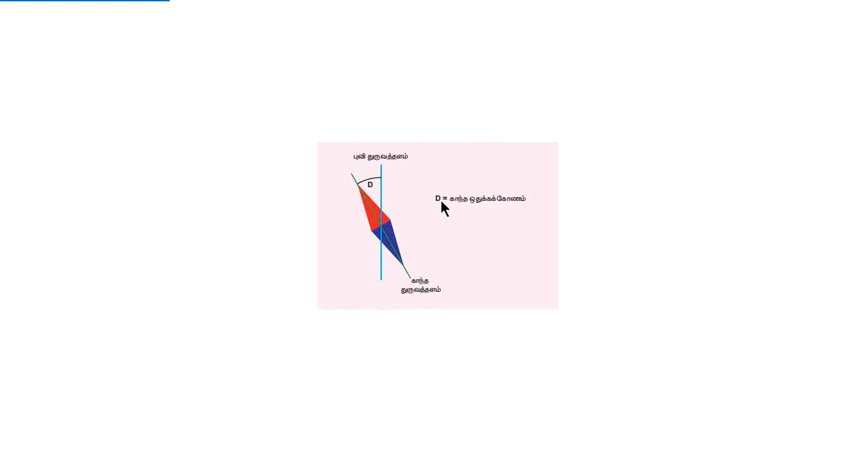 புவி துருவத்தளம்
D
D = காந்த ஒதுக்கக்கோணம்
காந்த
துருவத்தளம்